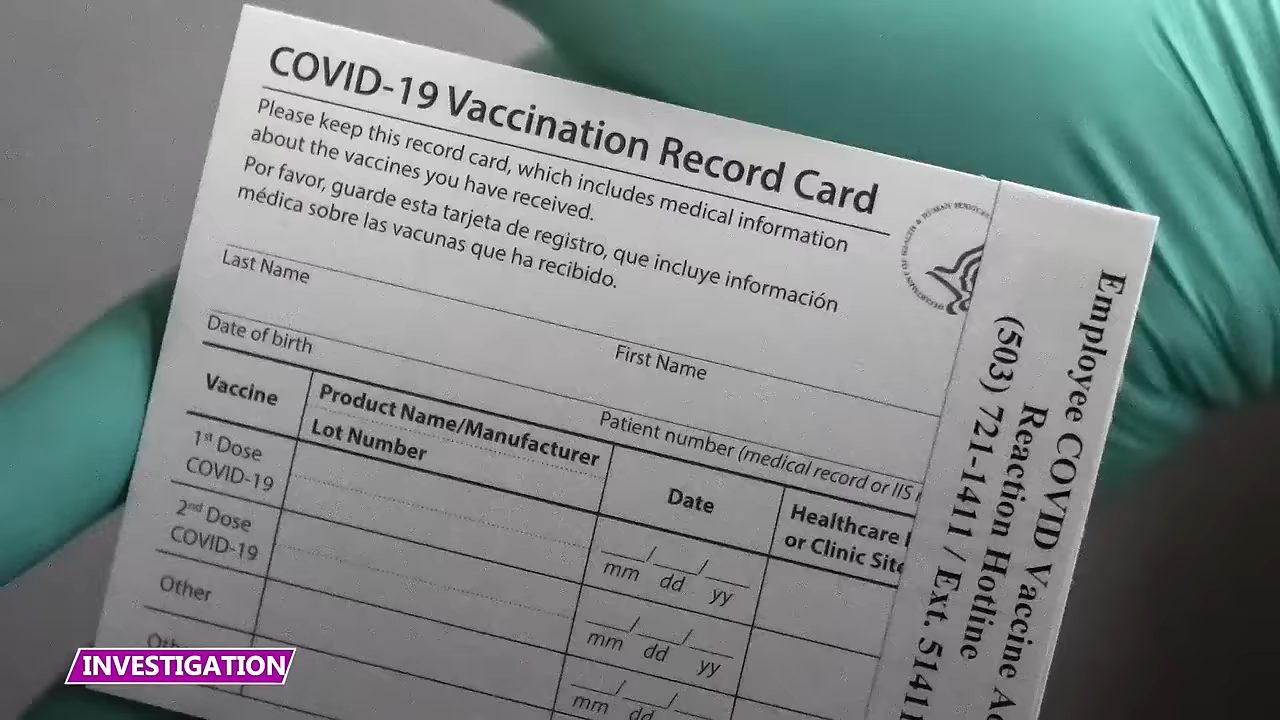 COVID-19 Vaccination Record Card
Please keep this record card, which includes medical information
about the vaccines you have received.
Por favor, guarde esta tarjeta de registro, que incluye información
médica sobre las vacunas que ha recibido.
Last Name
First Name
Date of birth
Patient number (medical record or IIS
Vaccine
Product Name/Manufacturer
Lot Number
Date
Healthcare
or Clinic Site
1st Dose
COVID-19
mm dd yy
2nd Dose
COVID-19
mm dd yy
Other
mm dd
Employee COVID Vaccine
Reaction Hotline
(503) 721-1411 / Ext. 51411
INVESTIGATION